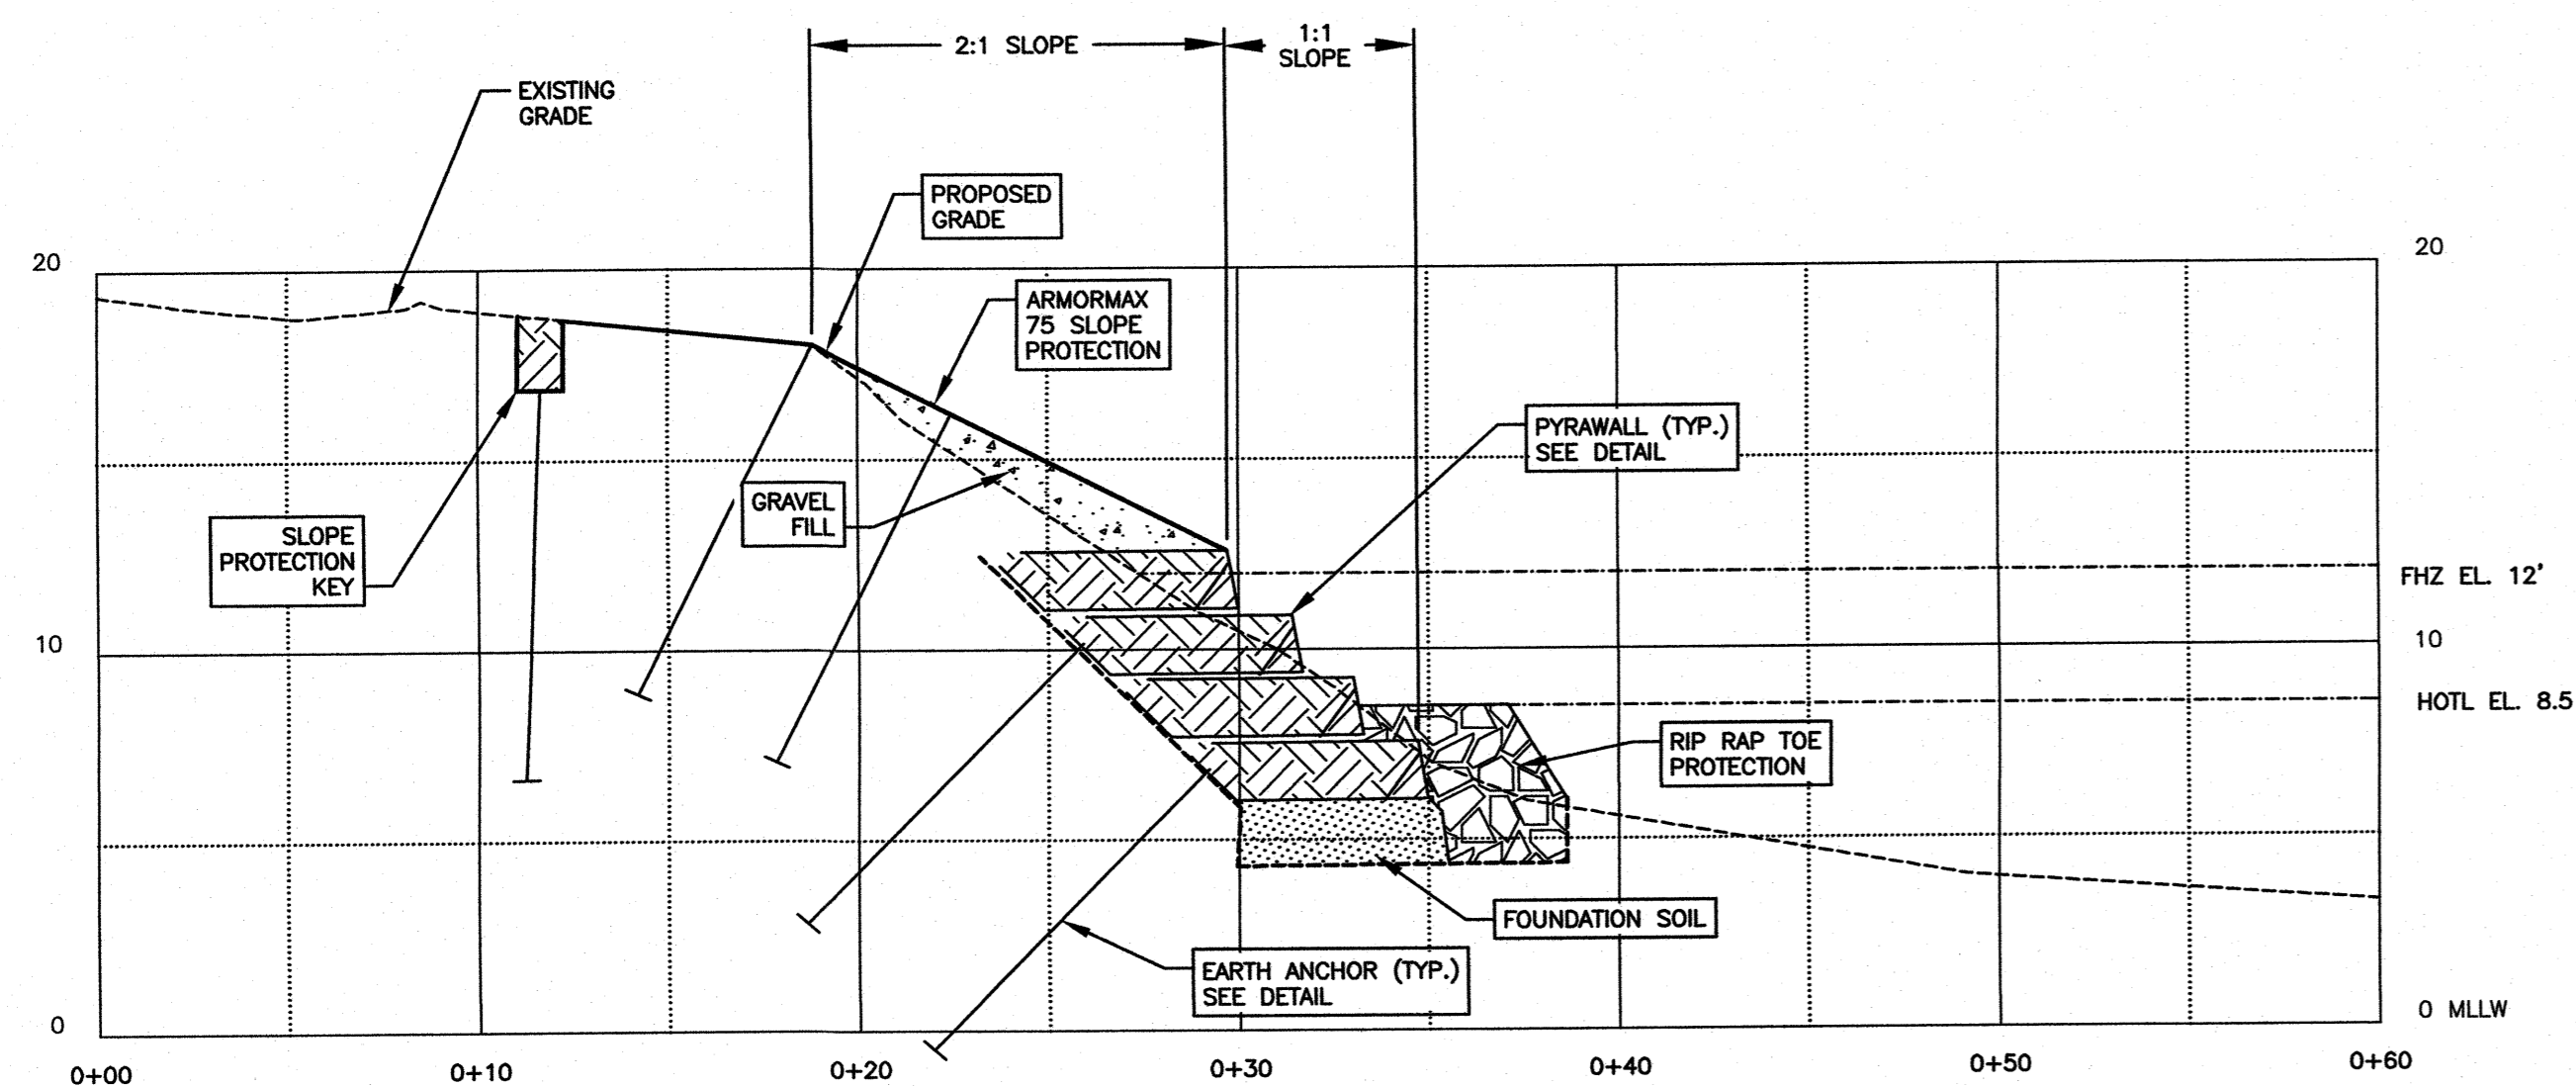 2:1 SLOPE
1:1
SLOPE
EXISTING
GRADE
PROPOSED
GRADE
20
20
ARMORMAX
75 SLOPE
PROTECTION
PYRAWALL (TYP.)
SEE DETAIL
GRAVEL
FILL
SLOPE
PROTECTION
KEY
FHZ EL. 12'
10
10
HOTL EL. 8.5
RIP RAP TOE
PROTECTION
FOUNDATION SOIL
EARTH ANCHOR (TYP.)
SEE DETAIL
0
0 MLLW
0+00
0+10
0+20
0+30
0+40
0+50
0+60